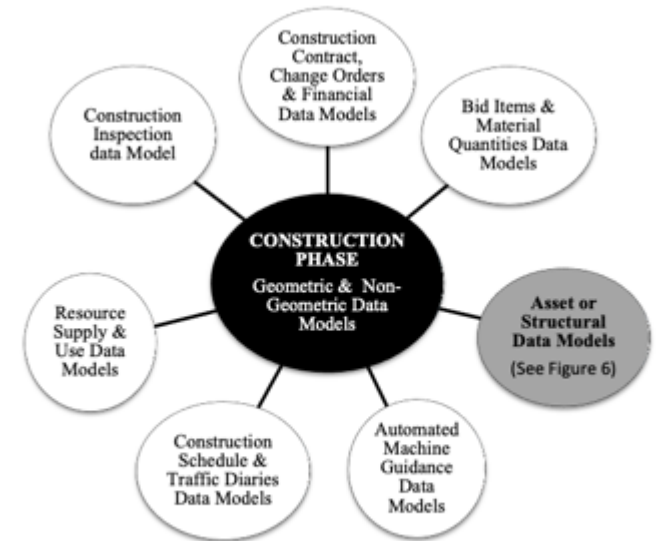 Construction
Contract,
Change Orders
& Financial
Data Models
Bid Items &
Material
Quantities Data
Models
Asset or
Structural
Data Models
(See Figure 6)
Automated
Machine
Guidance
Data
Models
Construction
Schedule &
Traffic Diaries
Data Models
Resource
Supply &
Use Data
Models
Construction
Inspection
data Model
CONSTRUCTION
PHASE
Geometric & Non-
Geometric Data
Models